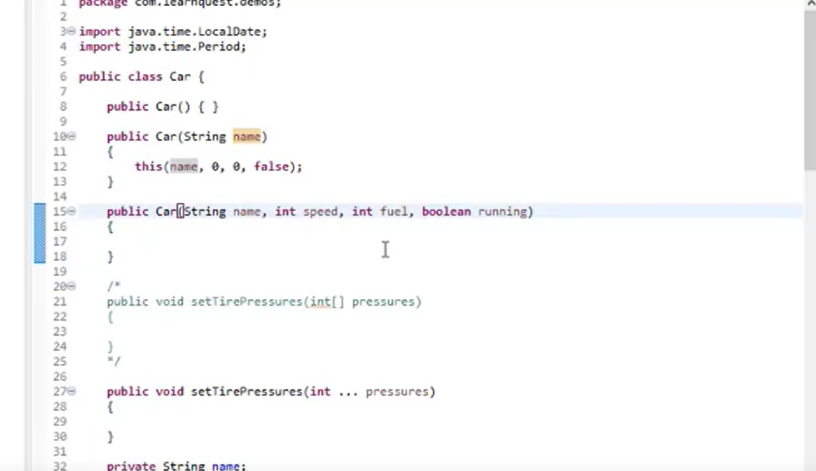 1 package com.learnquest.demos;
2
3 import java.time.LocalDate;
4 import java.time.Period;
5
6 public class Car {
7
8 public Car() { }
9
10 public Car(String name)
11 {
12 this(name, 0, 0, false);
13 }
14
15 public Car(String name, int speed, int fuel, boolean running)
16 {
17
18 }
19
20 /*
21 public void setTirePressures(int[] pressures)
22 {
23
24 }
25 */
26
27 public void setTirePressures(int ... pressures)
28 {
29
30 }
31
32 private String name;